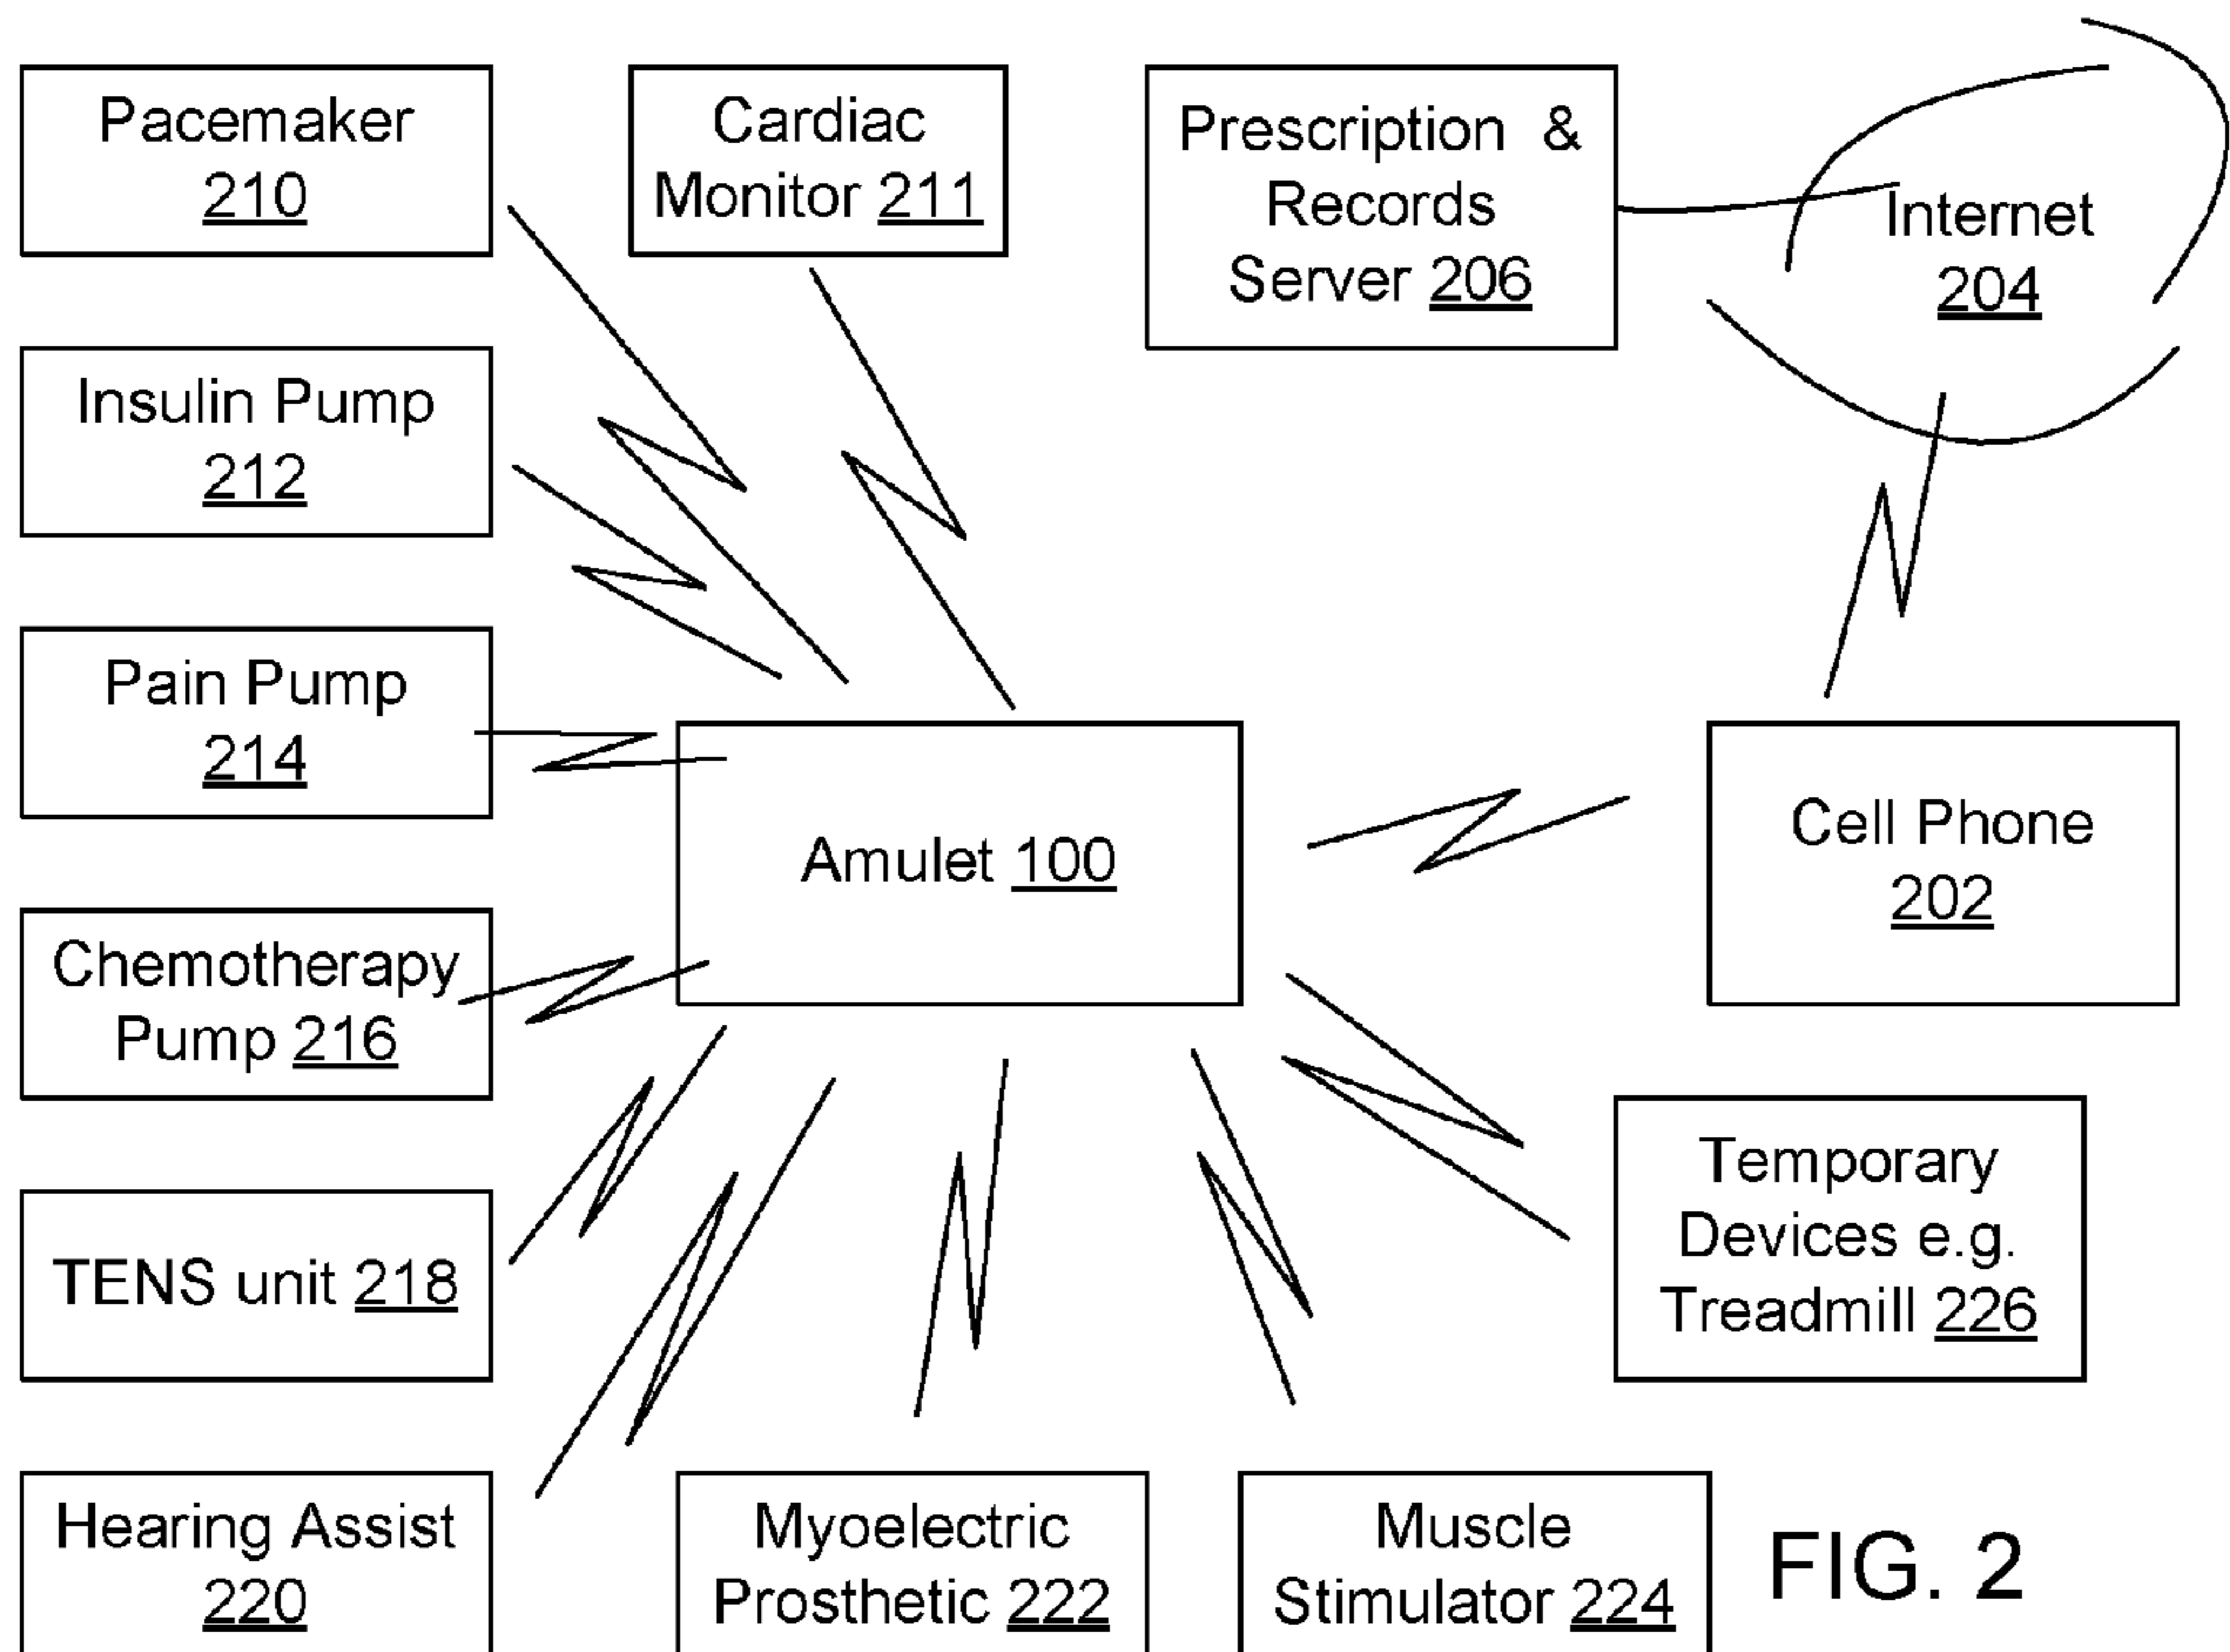 Pacemaker
210
Cardiac
Monitor 211
Prescription &
Records
Server 206
Internet
204
Insulin Pump
212
Pain Pump
214
Amulet 100
Cell Phone
202
Chemotherapy
Pump 216
TENS unit 218
Temporary
Devices e.g.
Treadmill 226
Hearing Assist
220
Myoelectric
Prosthetic 222
Muscle
Stimulator 224
FIG. 2